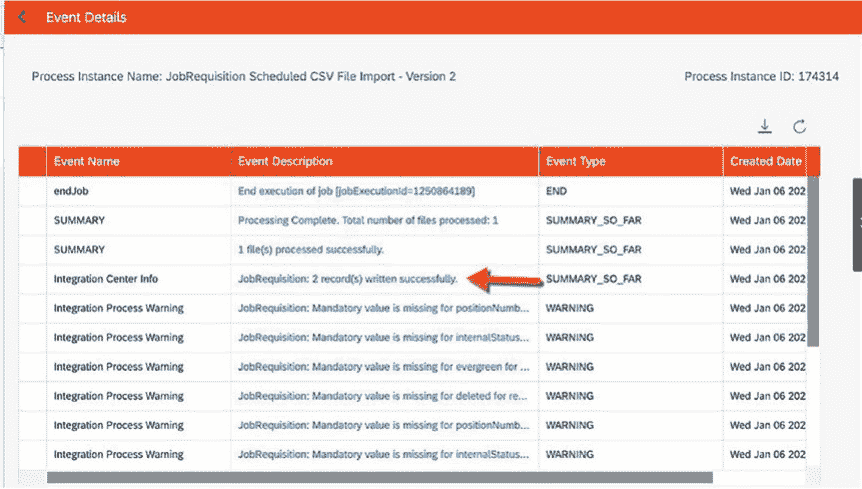 Event Details
Process Instance Name: JobRequisition Scheduled CSV File Import - Version 2 Process Instance ID: 174314
Event Name Event Description Event Type Created Date
endJob End execution of job [jobExecutionId=1250864189] END Wed Jan 06 202
SUMMARY Processing Complete. Total number of files processed: 1 SUMMARY_SO_FAR Wed Jan 06 202
SUMMARY 1 file(s) processed successfully. SUMMARY_SO_FAR Wed Jan 06 202
Integration Center Info JobRequisition: 2 record(s) written successfully. SUMMARY_SO_FAR Wed Jan 06 202
Integration Process Warning JobRequisition: Mandatory value is missing for positionNumb... WARNING Wed Jan 06 202
Integration Process Warning JobRequisition: Mandatory value is missing for internalStatus... WARNING Wed Jan 06 202
Integration Process Warning JobRequisition: Mandatory value is missing for evergreen for ... WARNING Wed Jan 06 202
Integration Process Warning JobRequisition: Mandatory value is missing for deleted for re... WARNING Wed Jan 06 202
Integration Process Warning JobRequisition: Mandatory value is missing for positionNumb... WARNING Wed Jan 06 202
Integration Process Warning JobRequisition: Mandatory value is missing for internalStatus... WARNING Wed Jan 06 202